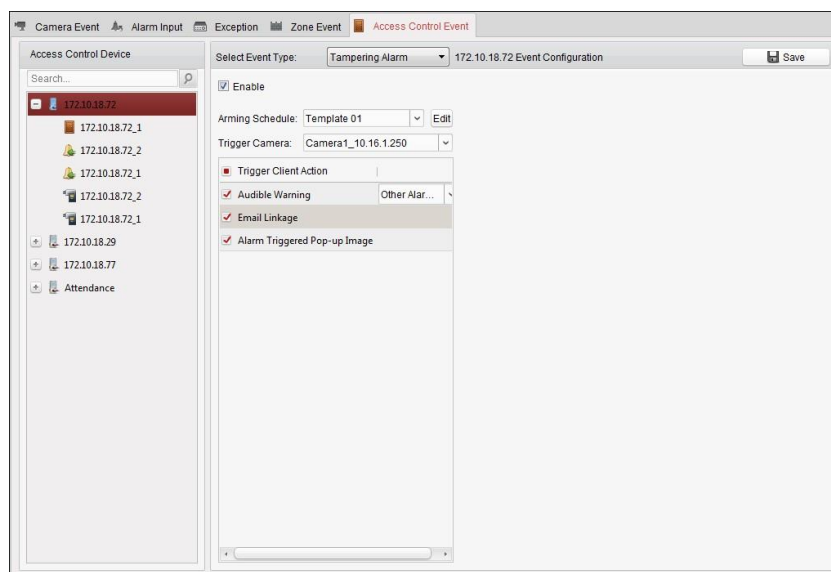 Camera Event Alarm Input Exception Zone Event Access Control Event
Access Control Device
Search...
172.10.18.72
172.10.18.72_1
172.10.18.72_2
172.10.18.72_1
172.10.18.72_2
172.10.18.72_1
172.10.18.29
172.10.18.77
Attendance
Select Event Type: Tampering Alarm 172.10.18.72 Event Configuration Save
Enable
Arming Schedule: Template 01 Edit
Trigger Camera: Camera1_10.16.1.250
Trigger Client Action
Audible Warning Other Alar...
Email Linkage
Alarm Triggered Pop-up Image